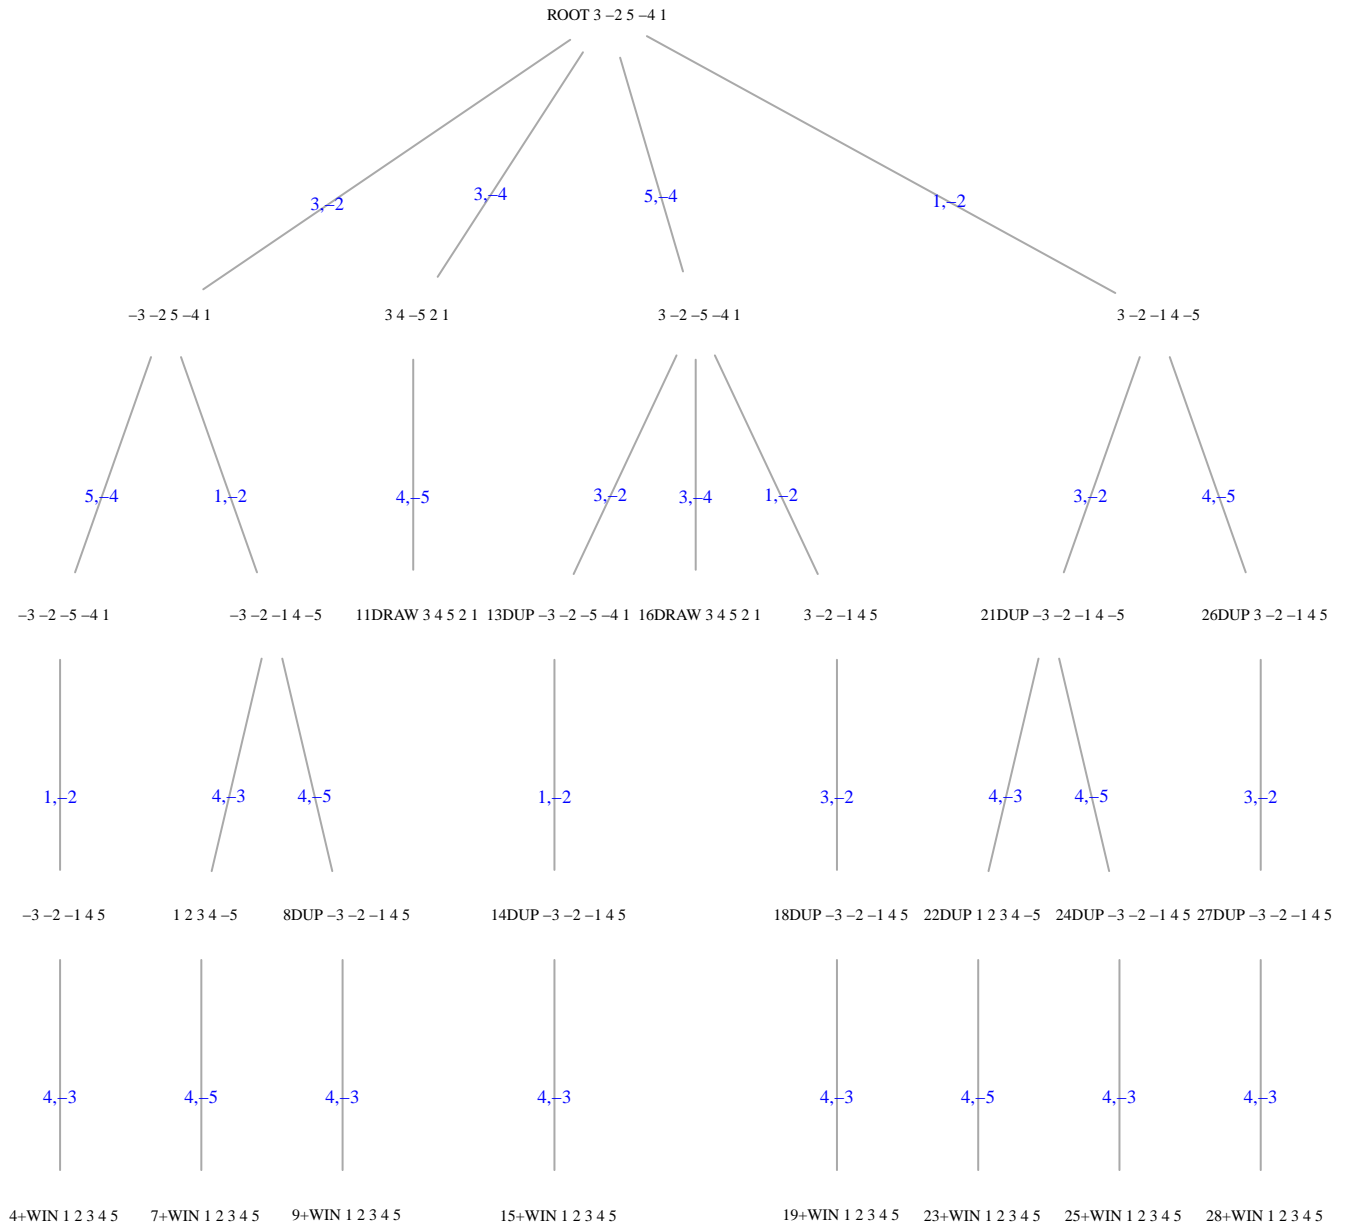 ROOT 3 −2 5 −4 1
3,−2 3,−4 5,−4 1,−2
−3 −2 5 −4 1 3 4 −5 2 1 3 −2 −5 −4 1 3 −2 −1 4 −5
5,−4 1,−2 4,−5 3,−2 3,−4 1,−2 3,−2 4,−5
−3 −2 −5 −4 1 −3 −2 −1 4 −5 11DRAW 3 4 5 2 1 13DUP −3 −2 −5 −4 1 16DRAW 3 4 5 2 1 3 −2 −1 4 5 21DUP −3 −2 −1 4 −5 26DUP 3 −2 −1 4 5
1,−2 4,−3 4,−5 1,−2 3,−2 4,−3 4,−5 3,−2
−3 −2 −1 4 5 1 2 3 4 −5 8DUP −3 −2 −1 4 5 14DUP −3 −2 −1 4 5 18DUP −3 −2 −1 4 5 22DUP 1 2 3 4 −5 24DUP −3 −2 −1 4 5 27DUP −3 −2 −1 4 5
4,−3 4,−5 4,−3 4,−3 4,−3 4,−5 4,−3 4,−3
4+WIN 1 2 3 4 5 7+WIN 1 2 3 4 5 9+WIN 1 2 3 4 5 15+WIN 1 2 3 4 5 19+WIN 1 2 3 4 5 23+WIN 1 2 3 4 5 25+WIN 1 2 3 4 5 28+WIN 1 2 3 4 5